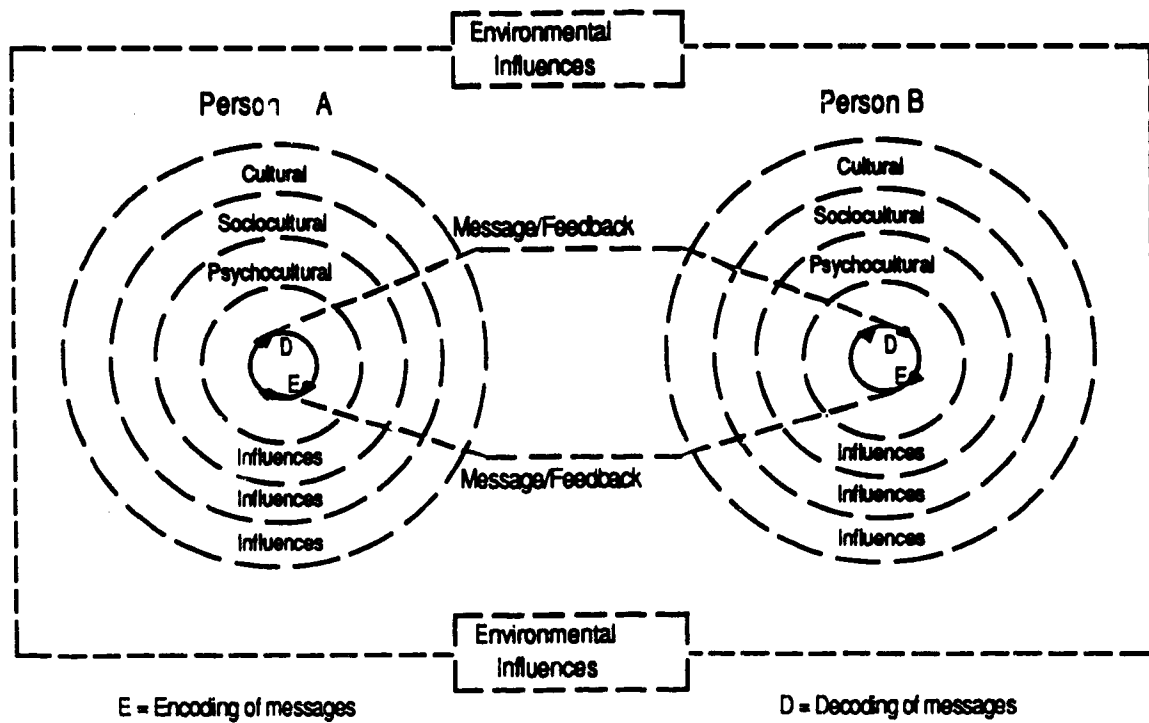 Environmental
Influences
Person A
Person B
Cultural
Sociocultural
Psychocultural
D
E
Influences
Influences
Influences
Message/Feedback
Message/Feedback
Cultural
Sociocultural
Psychocultural
D
E
Influences
Influences
Influences
Environmental
Influences
E = Encoding of messages
D = Decoding of messages